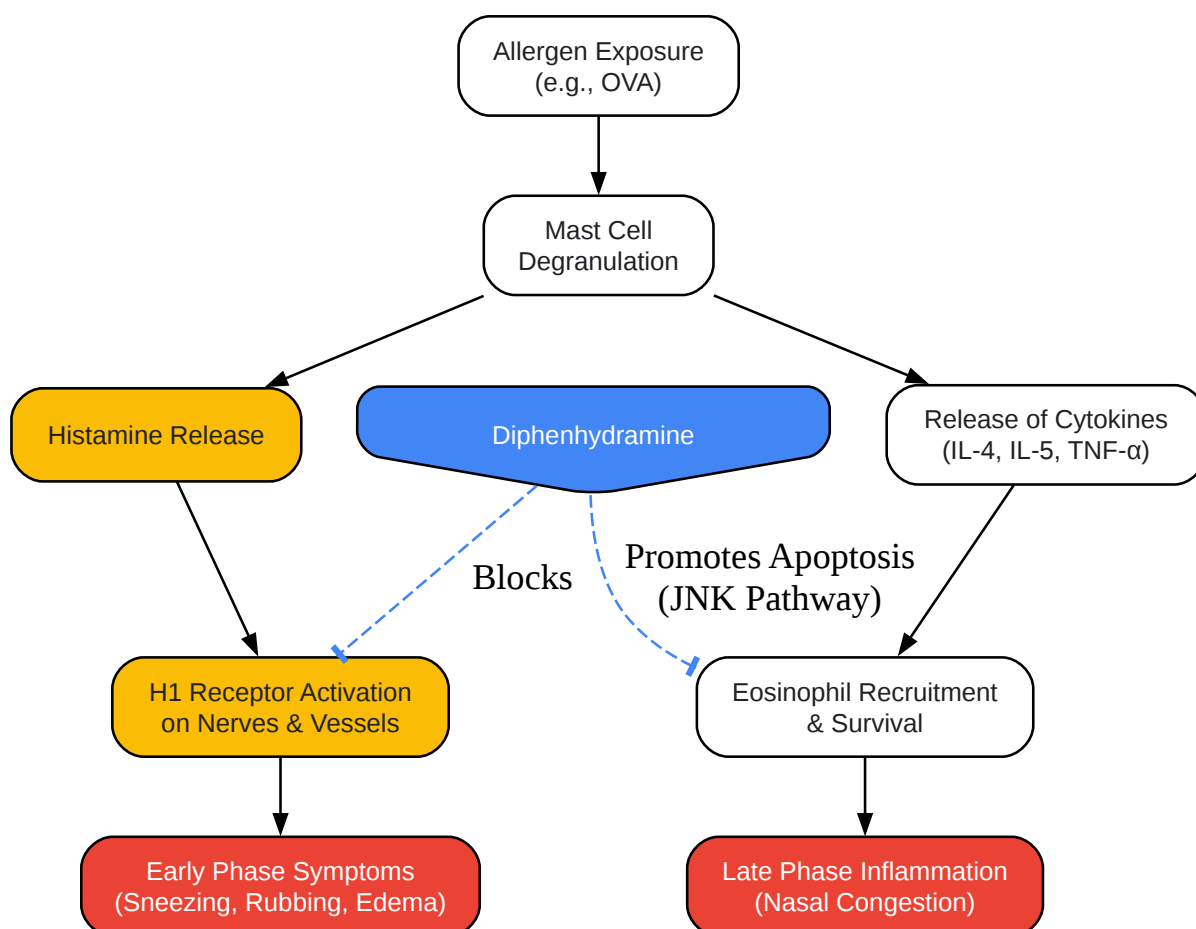 Allergen Exposure
(e.g., OVA)
Mast Cell
Degranulation
Histamine Release
Diphenhydramine
Release of Cytokines
(IL-4, IL-5, TNF-α)
Blocks
Promotes Apoptosis
(JNK Pathway)
H1 Receptor Activation
on Nerves & Vessels
Eosinophil Recruitment
& Survival
Early Phase Symptoms
(Sneezing, Rubbing, Edema)
Late Phase Inflammation
(Nasal Congestion)